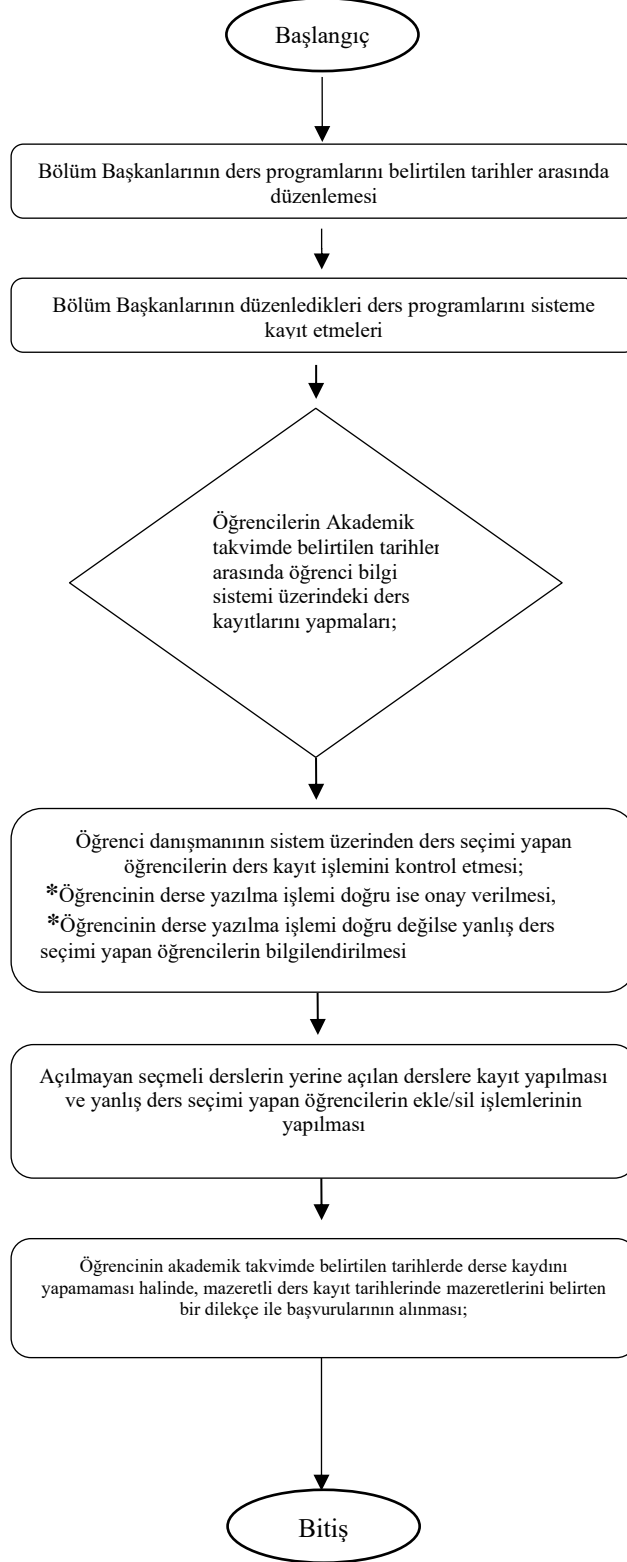 Başlangıç
Bölüm Başkanlarının ders programlarını belirtilen tarihler arasında
düzenlemesi
Bölüm Başkanlarının düzenledikleri ders programlarını sisteme
kayıt etmeleri
Öğrencilerin Akademik
takvimde belirtilen tarihler
arasında öğrenci bilgi
sistemi üzerindeki ders
kayıtlarını yapmaları;
Öğrenci danışmanının sistem üzerinden ders seçimi yapan
öğrencilerin ders kayıt işlemini kontrol etmesi;
*Öğrencinin derse yazılma işlemi doğru ise onay verilmesi,
*Öğrencinin derse yazılma işlemi doğru değilse yanlış ders
seçimi yapan öğrencilerin bilgilendirilmesi
Açılmayan seçmeli derslerin yerine açılan derslere kayıt yapılması
ve yanlış ders seçimi yapan öğrencilerin ekle/sil işlemlerinin
yapılması
Öğrencinin akademik takvimde belirtilen tarihlerde derse kaydını
yapamaması halinde, mazeretli ders kayıt tarihlerinde mazeretlerini belirten
bir dilekçe ile başvurularının alınması;
Bitiş